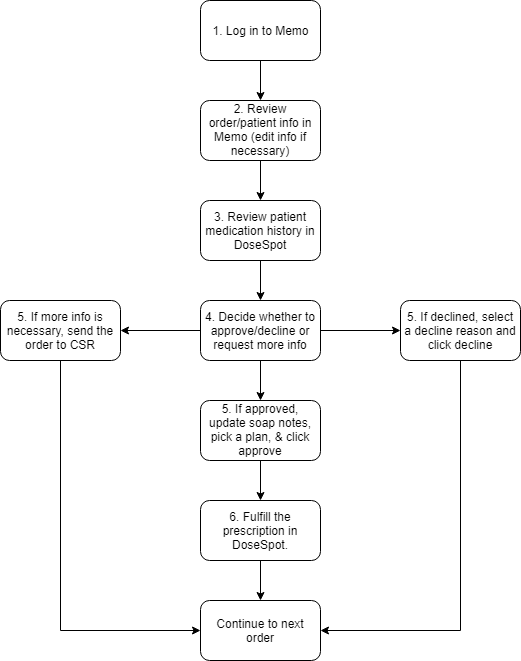 1. Log in to Memo
2. Review
order/patient info in
Memo (edit info if
necessary)
3. Review patient
medication history in
DoseSpot
5. If more info is
necessary, send the
order to CSR
4. Decide whether to
approve/decline or
request more info
5. If declined, select
a decline reason and
click decline
5. If approved,
update soap notes,
pick a plan, & click
approve
6. Fulfill the
prescription in
DoseSpot.
Continue to next
order